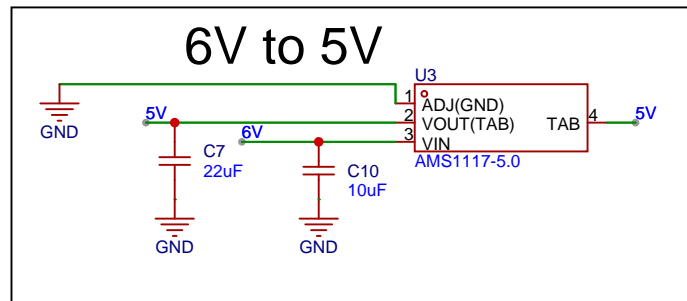 6V to 5V
U3
1
ADJ(GND)
5V
2
VOUT(TAB)
TAB
4
5V
GND
6V
3
VIN
AMS1117-5.0
C7
22uF
C10
10uF
GND
GND